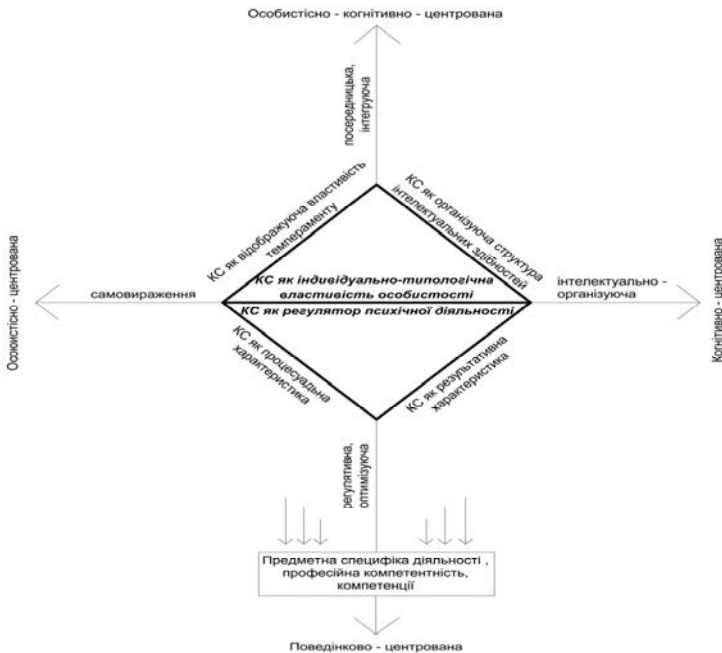 Особистісно - когнітивно - центрована
посередницька,
інтегруюча
КС як відображуюча властивість
темпераменту
КС як організуюча структура
інтелектуальних здібностей
КС як індивідуально-типологічна
властивість особистості
КС як регулятор психічної діяльності
самовираження
інтелектуально -
організуюча
Осюжистісно - центрована
Когнітивно - центрована
КС як процесуадьна
характеристика
КС як результативна
характеристика
регулятивна,
оптимізуюча
Предметна специфіка діяльності ,
професійна компетентність,
компетенції
Поведінково - центрована